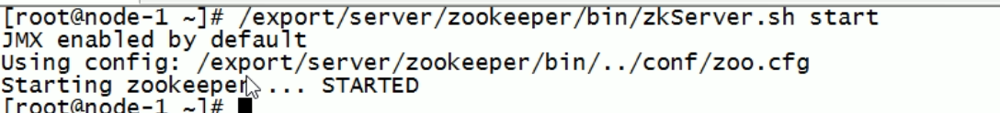 [root@node-1 ~]# /export/server/zookeeper/bin/zkServer.sh start
JMX enabled by default
Using config: /export/server/zookeeper/bin/../conf/zoo.cfg
Starting zookeeper ... STARTED
[root@node-1 ~]#